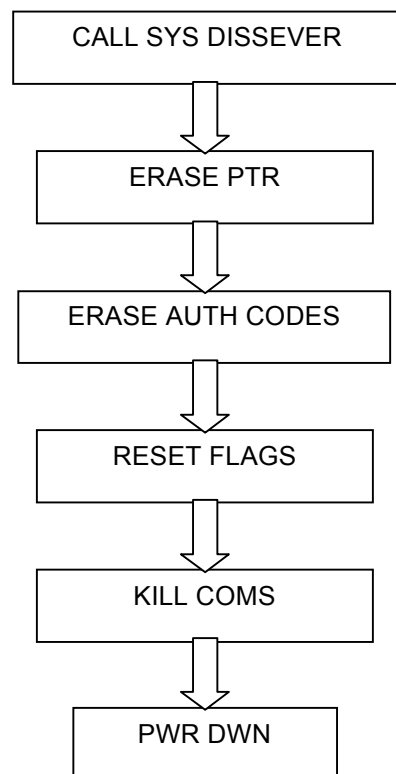 CALL SYS DISSEVER
ERASE PTR
ERASE AUTH CODES
RESET FLAGS
KILL COMS
PWR DWN